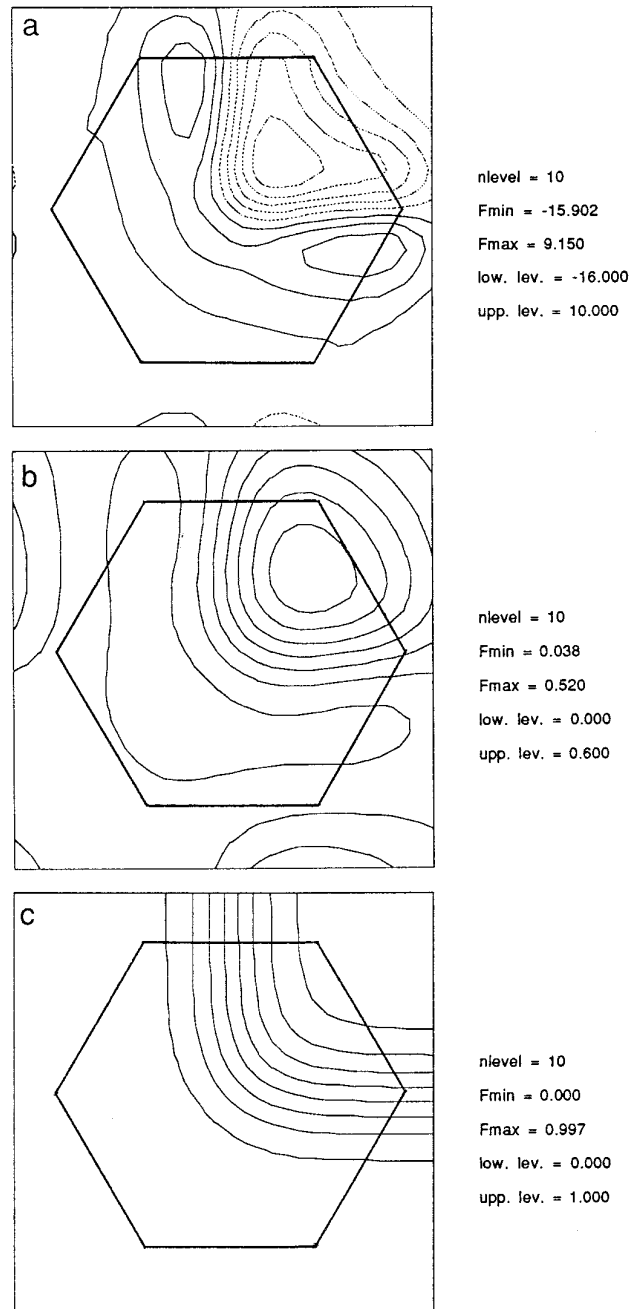 a
nlevel = 10
Fmin = -15.902
Fmax = 9.150
low. lev. = -16.000
upp. lev. = 10.000
b
nlevel = 10
Fmin = 0.038
Fmax = 0.520
low. lev. = 0.000
upp. lev. = 0.600
c
nlevel = 10
Fmin = 0.000
Fmax = 0.997
low. lev. = 0.000
upp. lev. = 1.000